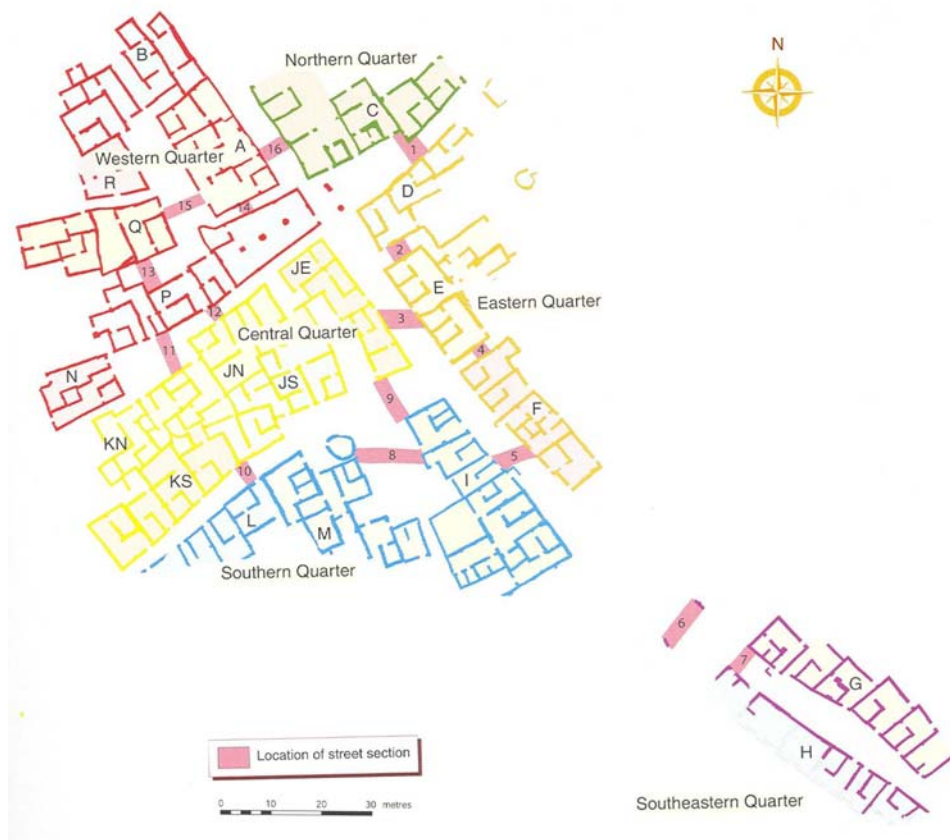 N
B
Northern Quarter
C
A
16
1
Western Quarter
R
D
15
14
Q
2
JE
13
E
P
Eastern Quarter
12
3
Central Quarter
11
4
JN
N
JS
9
F
KN
8
5
10
KS
I
L
M
Southern Quarter
6
7
G
H
Location of street section
0 10 20 30 metres
Southeastern Quarter